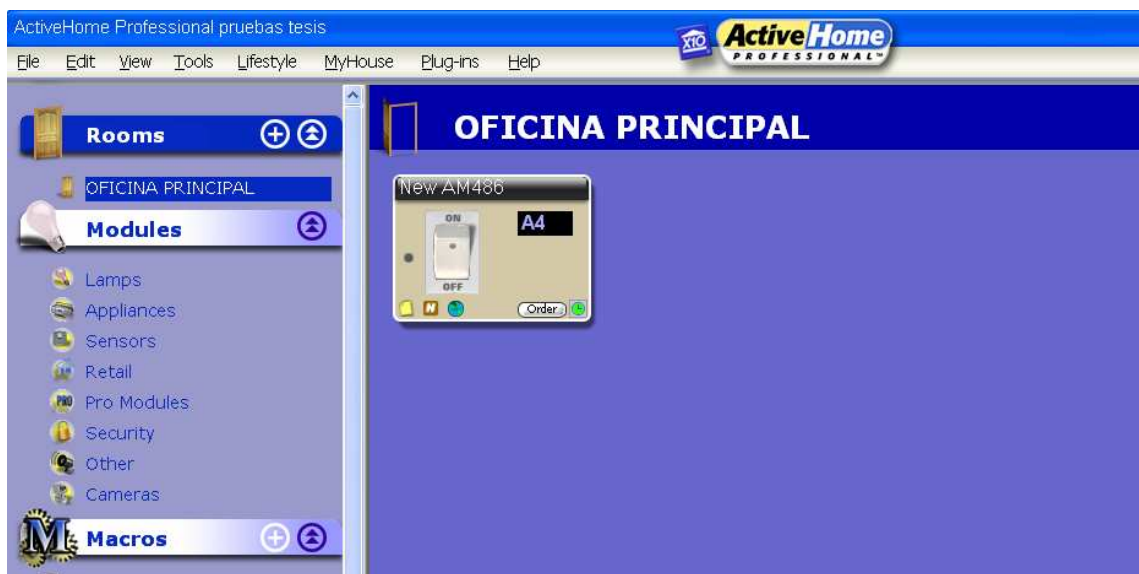 ActiveHome Professional pruebas tesis
X10 ActiveHome
PROFESSIONAL™
File Edit View Tools Lifestyle MyHouse Plug-ins Help
Rooms
OFICINA PRINCIPAL
OFICINA PRINCIPAL
New AM486
ON
A4
OFF
N
Order
Modules
Lamps
Appliances
Sensors
Retail
PRO Pro Modules
Security
Other
Cameras
M Macros